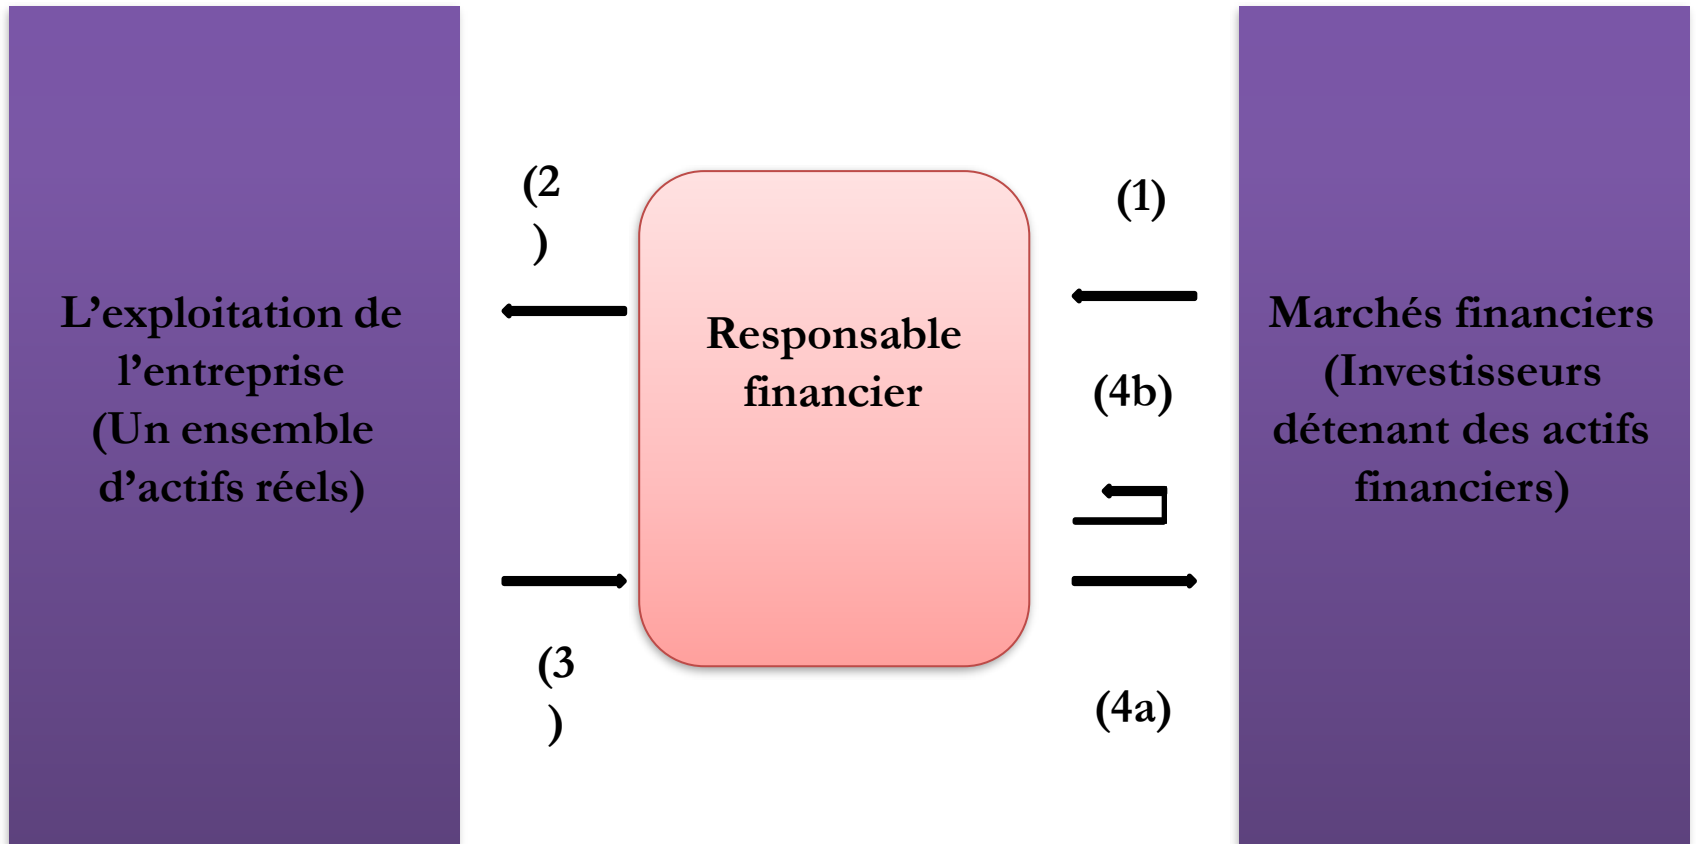 L’exploitation de
l’entreprise
(Un ensemble
d’actifs réels)
(2
)
(3
)
Responsable
financier
(1)
(4b)
(4a)
Marchés financiers
(Investisseurs
détenant des actifs
financiers)